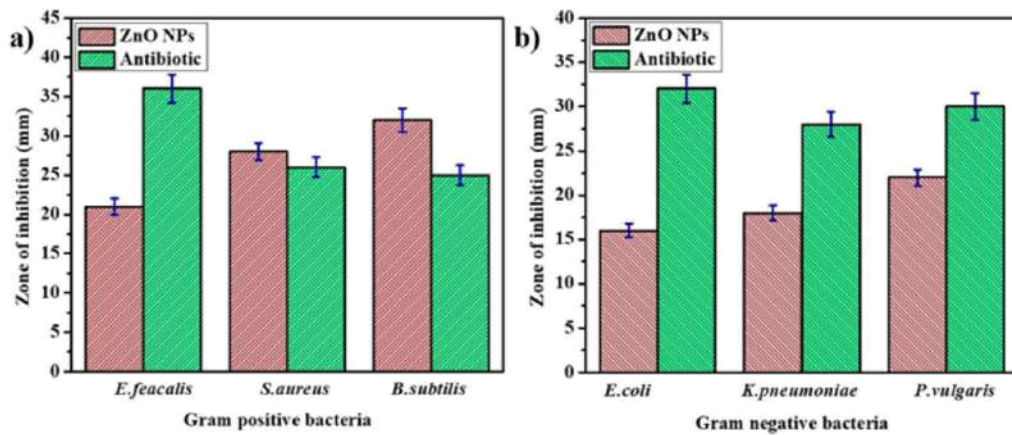 a)
ZnO NPs
Antibiotic
Zone of inhibition (mm)
45
40
35
30
25
20
15
10
5
0
E.feacalis S.aureus B.subtilis
Gram positive bacteria
b)
ZnO NPs
Antibiotic
Zone of inhibition (mm)
40
35
30
25
20
15
10
5
0
E.coli K.pneumoniae P.vulgaris
Gram negative bacteria